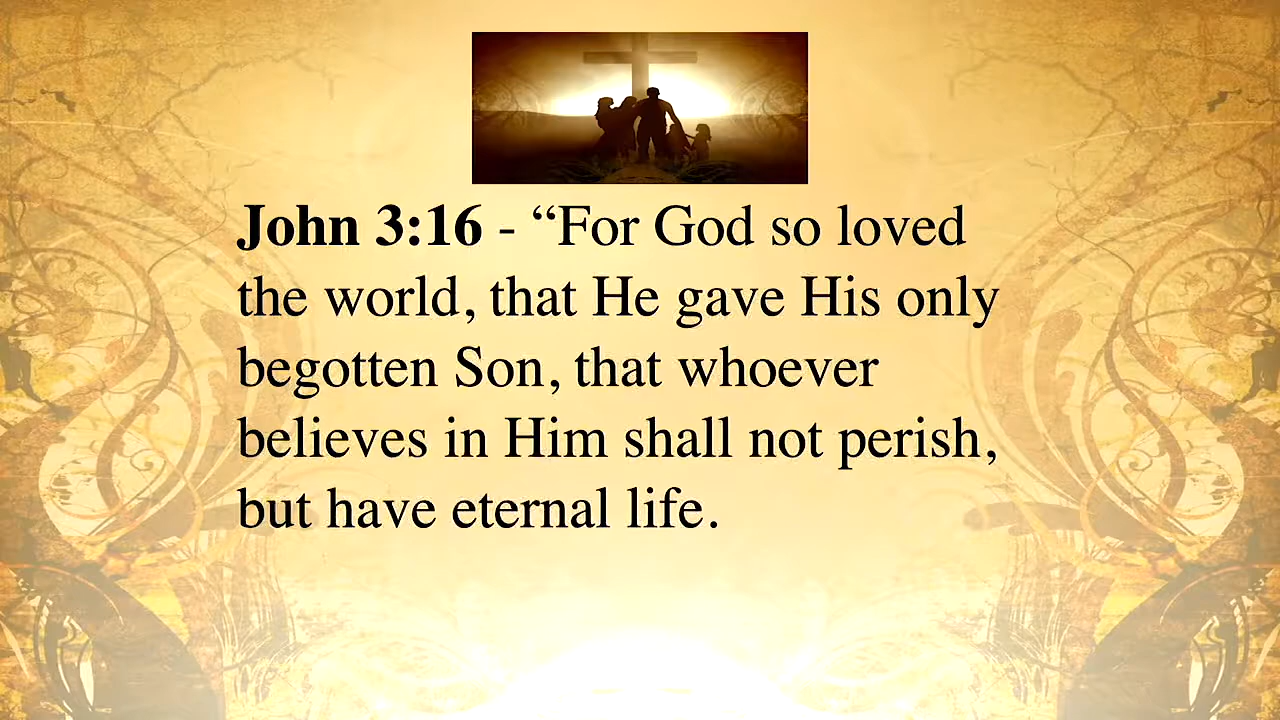 John 3:16 - “For God so loved
the world, that He gave His only
begotten Son, that whoever
believes in Him shall not perish,
but have eternal life.